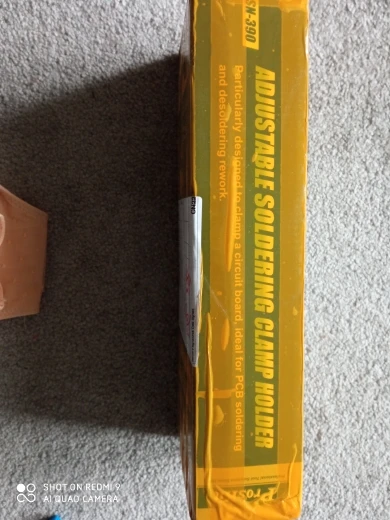 SN-390
ADJUSTABLE SOLDERING CLAMP HOLDER
Particularly designed to clamp a circuit board, ideal for PCB soldering
and desoldering rework.
SHOT ON REDMI 9
AI QUAD CAMERA